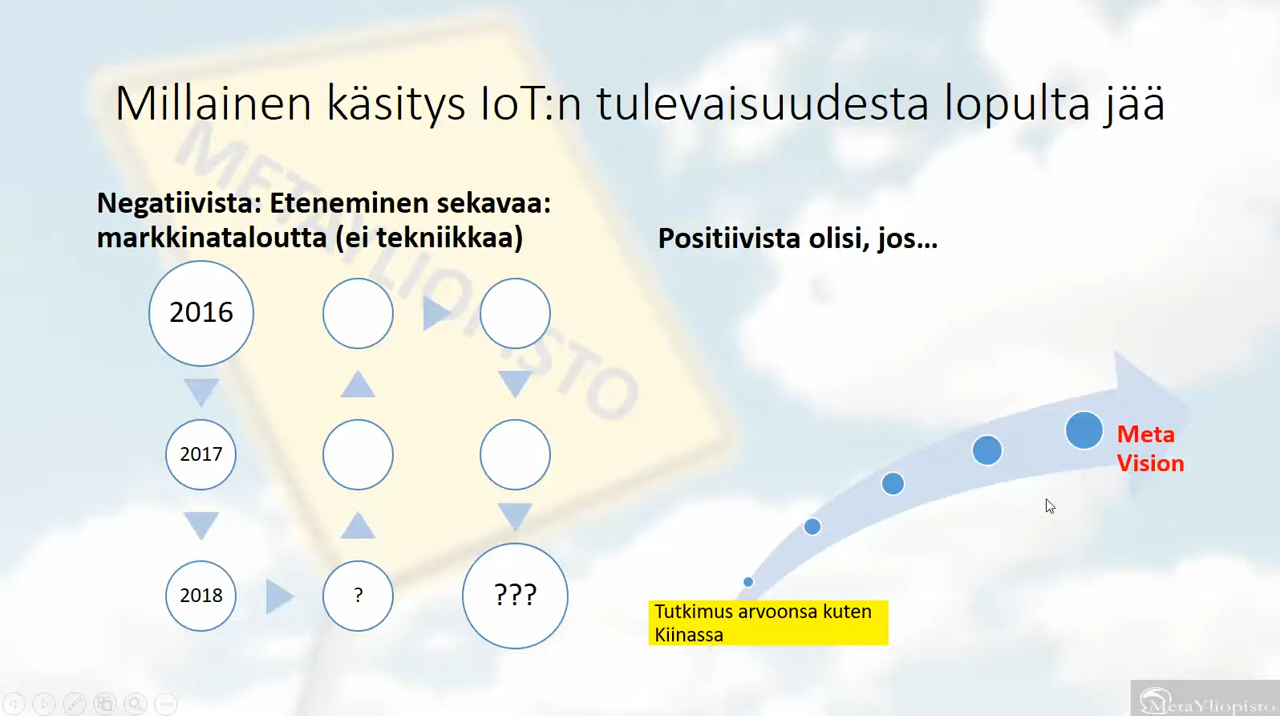 Millainen käsitys IoT:n tulevaisuudesta lopulta jää
Negatiivista: Eteneminen sekavaa:
markkinataloutta (ei tekniikkaa)
2016
2017
2018
?
???
Positiivista olisi, jos...
Meta
Vision
Tutkimus arvoonsa kuten
Kiinassa
METAYLIOPISTO
MetaYliopisto